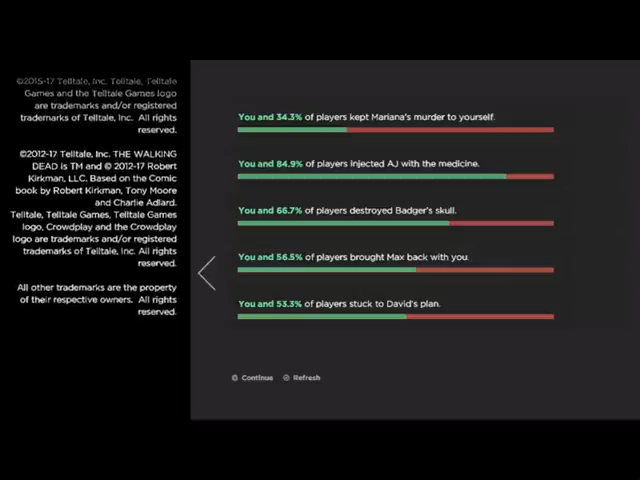 ©2015-17 Telltale, Inc. Telltale, Telltale
Games and the Telltale Games logo
are trademarks and/or registered
trademarks of Telltale, Inc. All rights
reserved.
©2012-17 Telltale, Inc. THE WALKING
DEAD is TM and © 2012-17 Robert
Kirkman, LLC. Based on the Comic
book by Robert Kirkman, Tony Moore
and Charlie Adlard.
Telltale, Telltale Games, Telltale Games
logo, Crowdplay and the Crowdplay
logo are trademarks and/or registered
trademarks of Telltale, Inc. All rights
reserved.
All other trademarks are the property
of their respective owners. All rights
reserved.
You and 34.3% of players kept Mariana's murder to yourself.
You and 84.9% of players injected AJ with the medicine.
You and 66.7% of players destroyed Badger's skull.
You and 56.5% of players brought Max back with you.
You and 53.3% of players stuck to David's plan.
Continue Refresh